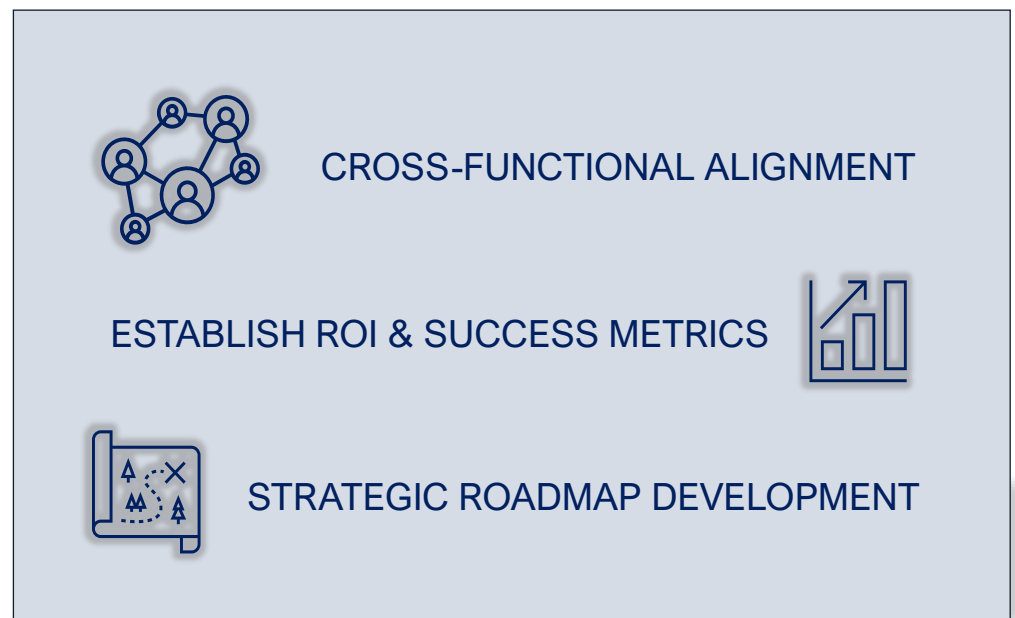 CROSS-FUNCTIONAL ALIGNMENT
ESTABLISH ROI & SUCCESS METRICS
STRATEGIC ROADMAP DEVELOPMENT